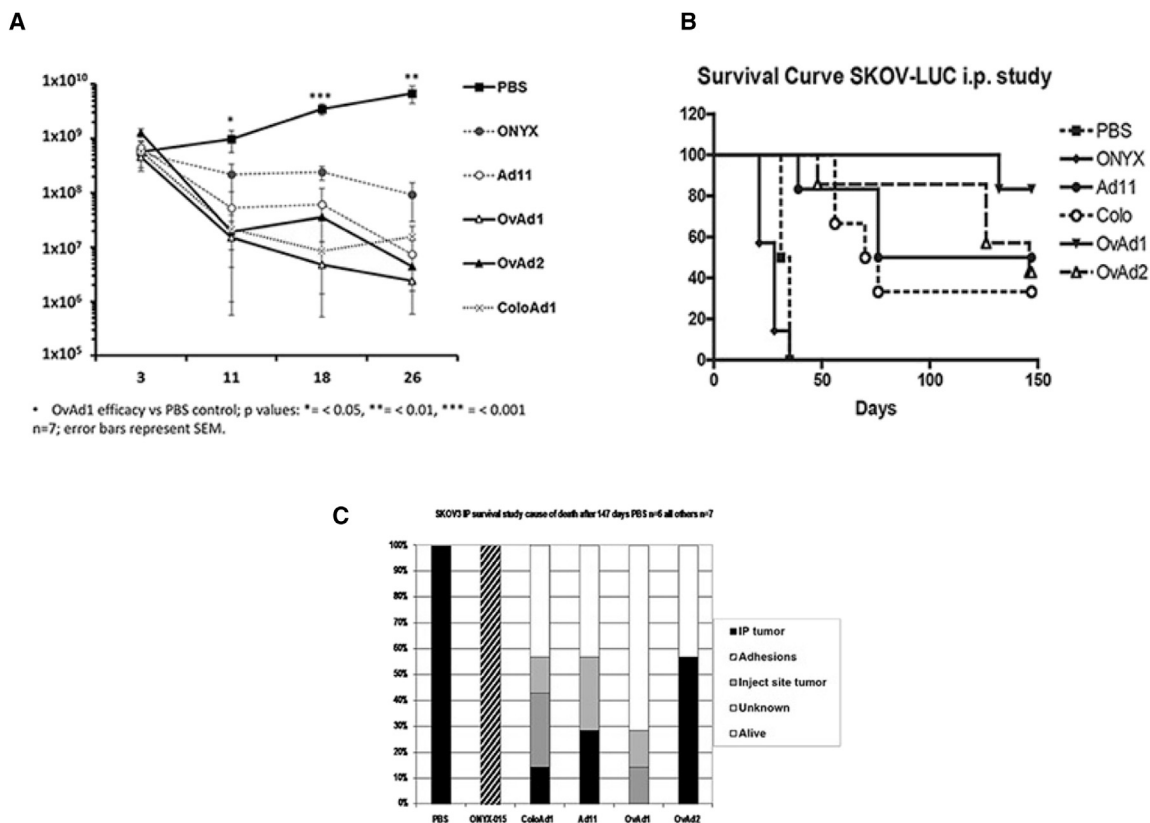 A
1x10^10
1x10^9
1x10^8
1x10^7
1x10^6
1x10^5
*
***
**
3 11 18 26
PBS
ONYX
Ad11
OvAd1
OvAd2
ColoAd1
• OvAd1 efficacy vs PBS control; p values: *= < 0.05, **= < 0.01, *** = < 0.001
n=7; error bars represent SEM.
B
Survival Curve SKOV-LUC i.p. study
120
100
80
60
40
20
0
0 50 100 150
Days
PBS
ONYX
Ad11
Colo
OvAd1
OvAd2
C
SKOV3 IP survival study cause of death after 147 days PBS n=6 all others n=7
100%
90%
80%
70%
60%
50%
40%
30%
20%
10%
0%
PBS ONYX-015 ColoAd1 Ad11 OvAd1 OvAd2
IP tumor
Adhesions
Inject site tumor
Unknown
Alive